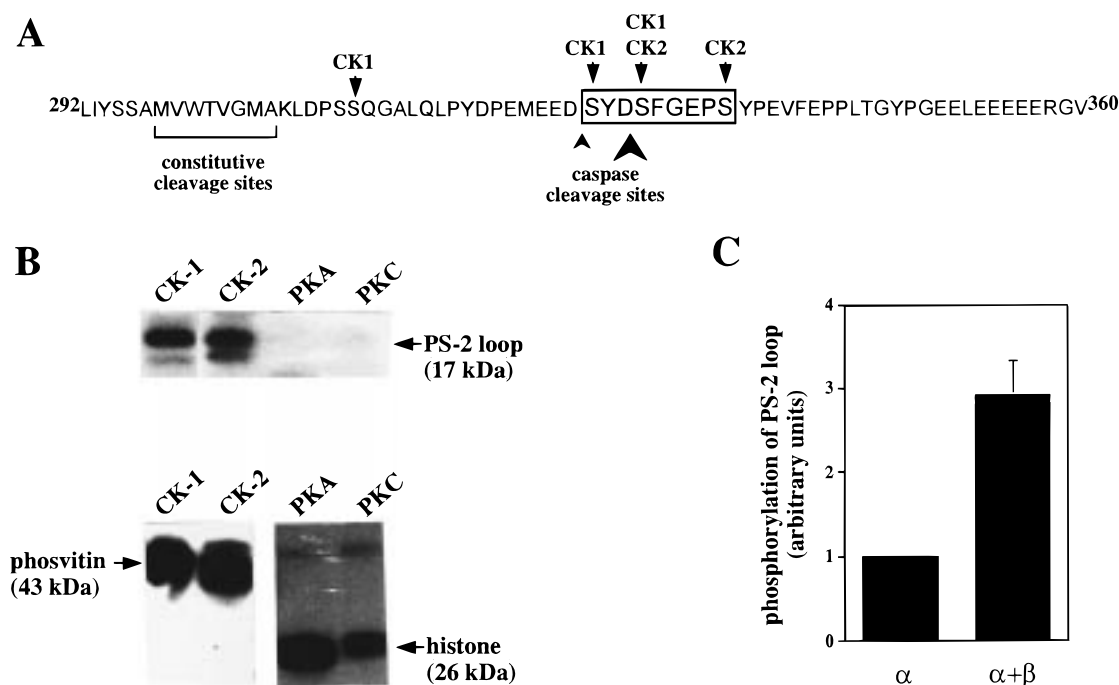 A
CK1
CK1
CK1
CK2
CK2
292LIYSSAMVWTVGMAKLDPSSQGALQLPYDPEMEEDSYDSFGEPSYPEVFEPPLTGYPGEELEEEEERGV360
constitutive
cleavage sites
caspase
cleavage sites
B
CK-1 CK-2 PKA PKC
PS-2 loop
(17 kDa)
CK-1 CK-2 PKA PKC
phosvitin
(43 kDa)
histone
(26 kDa)
C
phosphorylation of PS-2 loop
(arbitrary units)
4
3
2
1
0
α α+β